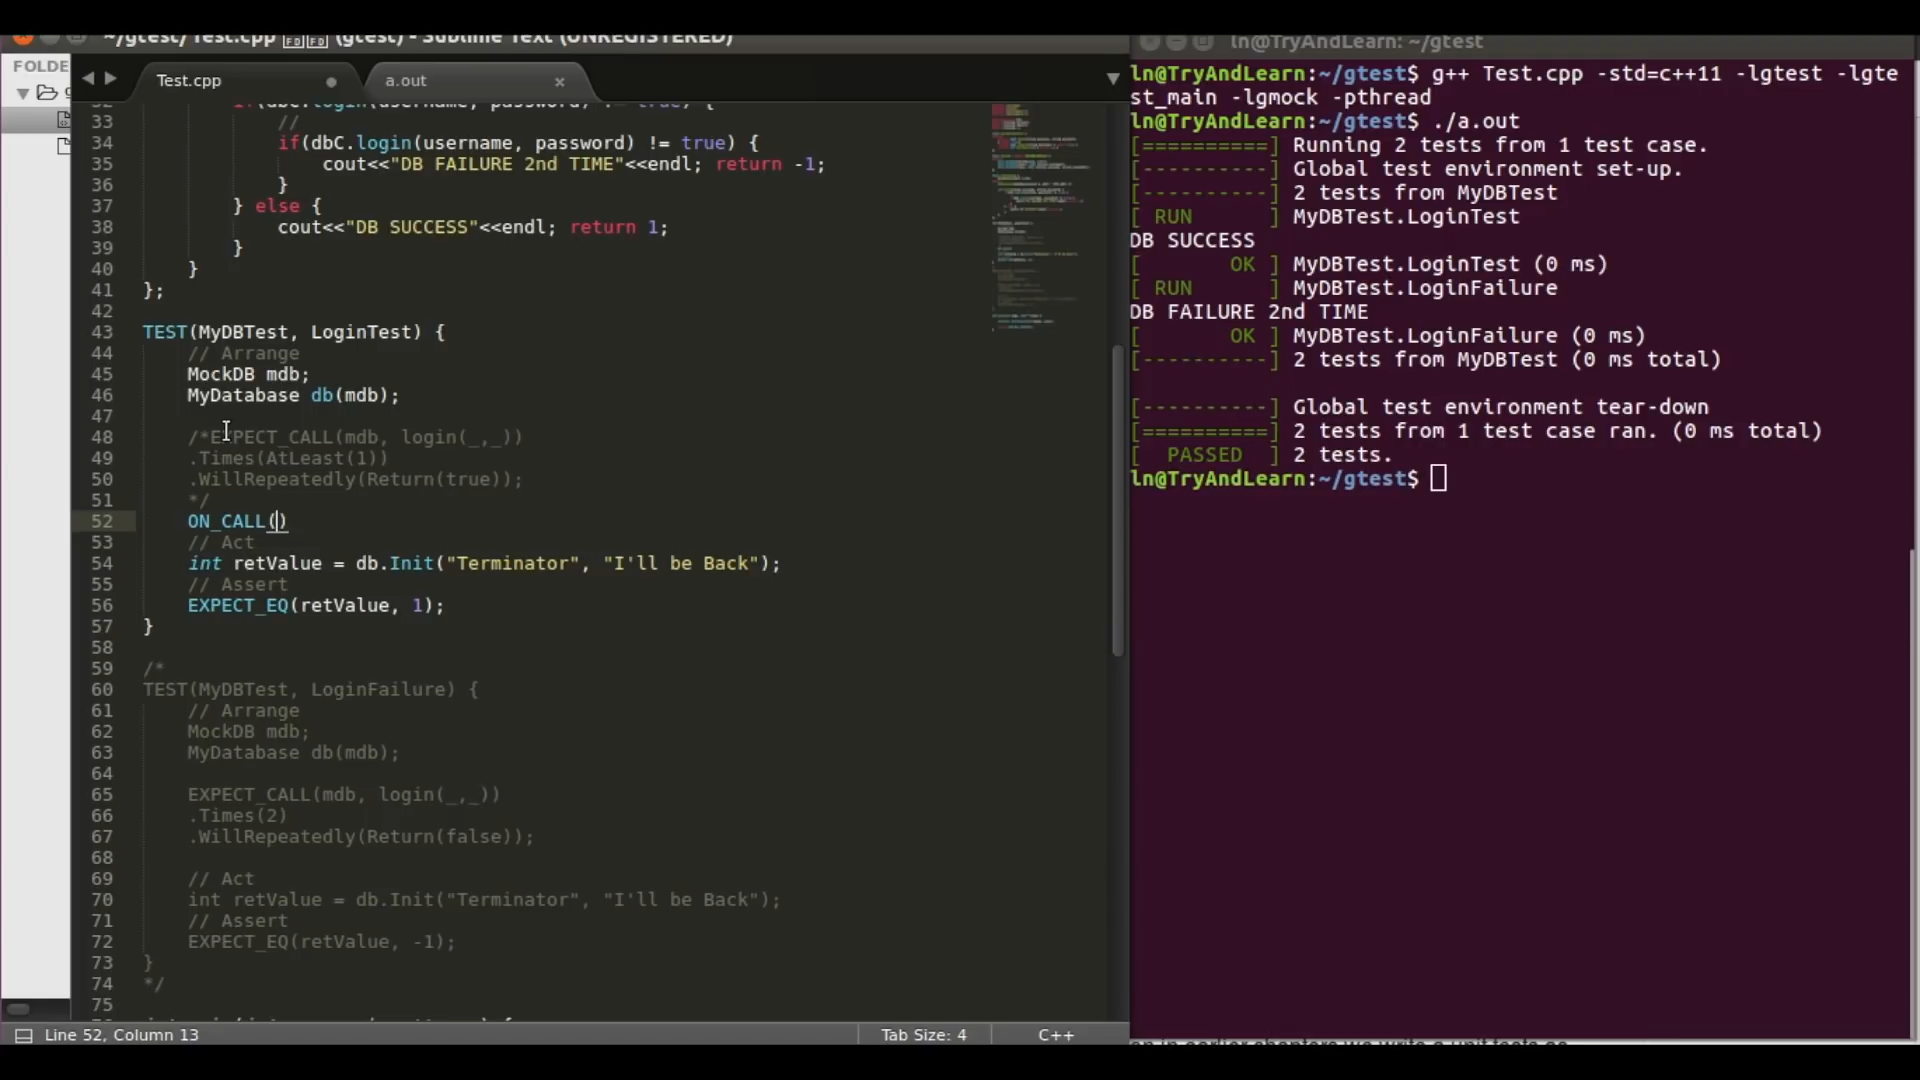 ~/gtest/Test.cpp (gtest) - Sublime Text (UNREGISTERED)
FOLDE
Test.cpp
a.out
32 if(dbC.login(username, password) != true) {
33 //
34 if(dbC.login(username, password) != true) {
35 cout<<"DB FAILURE 2nd TIME"<<endl; return -1;
36 }
37 } else {
38 cout<<"DB SUCCESS"<<endl; return 1;
39 }
40 }
41 };
42
43 TEST(MyDBTest, LoginTest) {
44 // Arrange
45 MockDB mdb;
46 MyDatabase db(mdb);
47
48 /*EXPECT_CALL(mdb, login(_,_))
49 .Times(AtLeast(1))
50 .WillRepeatedly(Return(true));
51 */
52 ON_CALL()
53 // Act
54 int retValue = db.Init("Terminator", "I'll be Back");
55 // Assert
56 EXPECT_EQ(retValue, 1);
57 }
58
59 /*
60 TEST(MyDBTest, LoginFailure) {
61 // Arrange
62 MockDB mdb;
63 MyDatabase db(mdb);
64
65 EXPECT_CALL(mdb, login(_,_))
66 .Times(2)
67 .WillRepeatedly(Return(false));
68
69 // Act
70 int retValue = db.Init("Terminator", "I'll be Back");
71 // Assert
72 EXPECT_EQ(retValue, -1);
73 }
74 */
75
Line 52, Column 13
Tab Size: 4
C++
ln@TryAndLearn: ~/gtest
ln@TryAndLearn:~/gtest$ g++ Test.cpp -std=c++11 -lgtest -lgte
st_main -lgmock -pthread
ln@TryAndLearn:~/gtest$ ./a.out
[==========] Running 2 tests from 1 test case.
[----------] Global test environment set-up.
[----------] 2 tests from MyDBTest
[ RUN      ] MyDBTest.LoginTest
DB SUCCESS
[       OK ] MyDBTest.LoginTest (0 ms)
[ RUN      ] MyDBTest.LoginFailure
DB FAILURE 2nd TIME
[       OK ] MyDBTest.LoginFailure (0 ms)
[----------] 2 tests from MyDBTest (0 ms total)
[----------] Global test environment tear-down
[==========] 2 tests from 1 test case ran. (0 ms total)
[  PASSED  ] 2 tests.
ln@TryAndLearn:~/gtest$